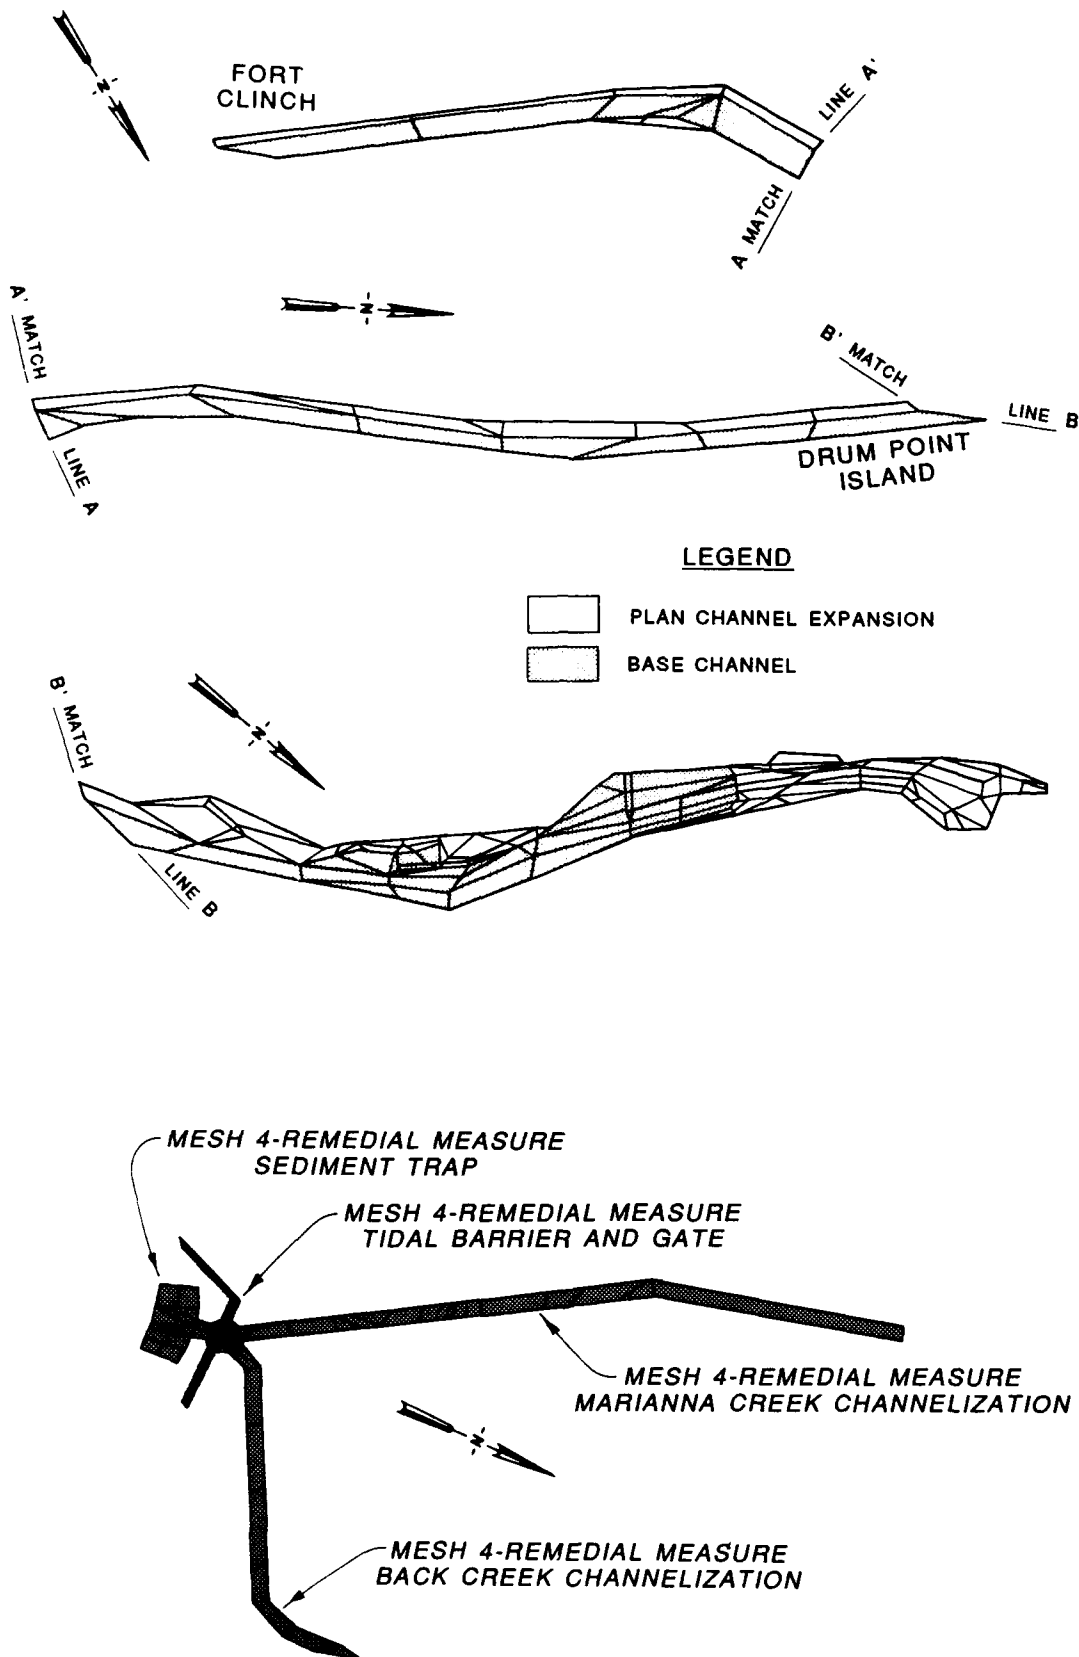 N
FORT
CLINCH
LINE A'
A MATCH
A' MATCH
LINE A
N
B' MATCH
LINE B
DRUM POINT
ISLAND
LEGEND
PLAN CHANNEL EXPANSION
BASE CHANNEL
B' MATCH
LINE B
N
MESH 4-REMEDIAL MEASURE
SEDIMENT TRAP
MESH 4-REMEDIAL MEASURE
TIDAL BARRIER AND GATE
MESH 4-REMEDIAL MEASURE
MARIANNA CREEK CHANNELIZATION
N
MESH 4-REMEDIAL MEASURE
BACK CREEK CHANNELIZATION